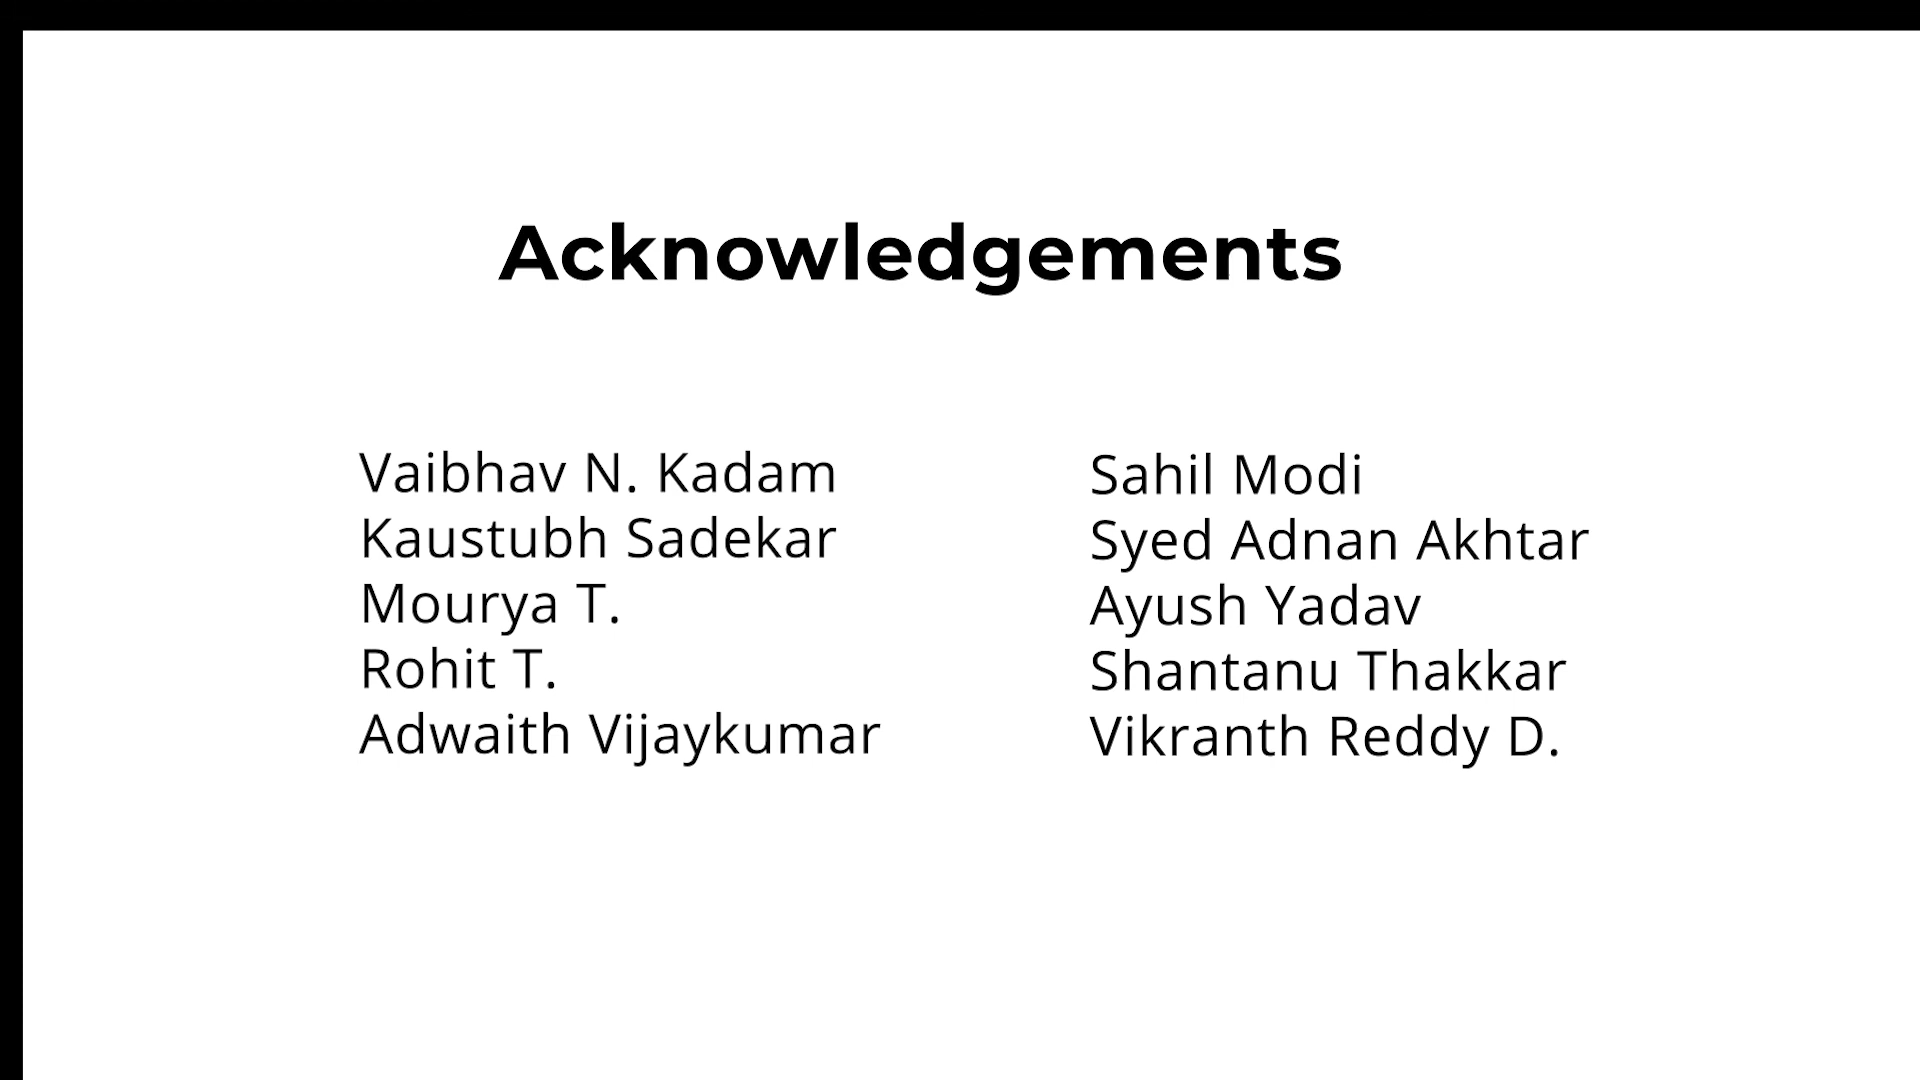 Acknowledgements
Vaibhav N. Kadam
Kaustubh Sadekar
Mourya T.
Rohit T.
Adwaith Vijaykumar
Sahil Modi
Syed Adnan Akhtar
Ayush Yadav
Shantanu Thakkar
Vikranth Reddy D.